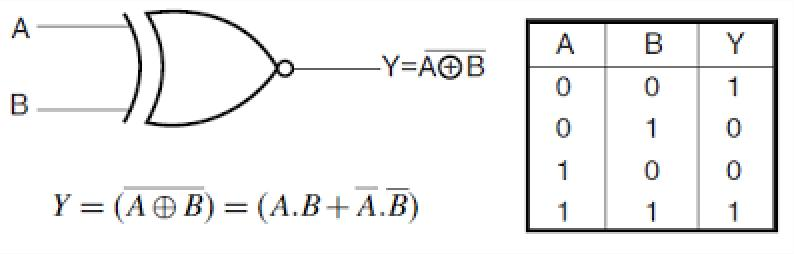 A
B
Y=A̅⊕̅B̅
Y = (A̅ ⊕̅ B̅) = (A.B + A̅.B̅)
A B Y
0 0 1
0 1 0
1 0 0
1 1 1